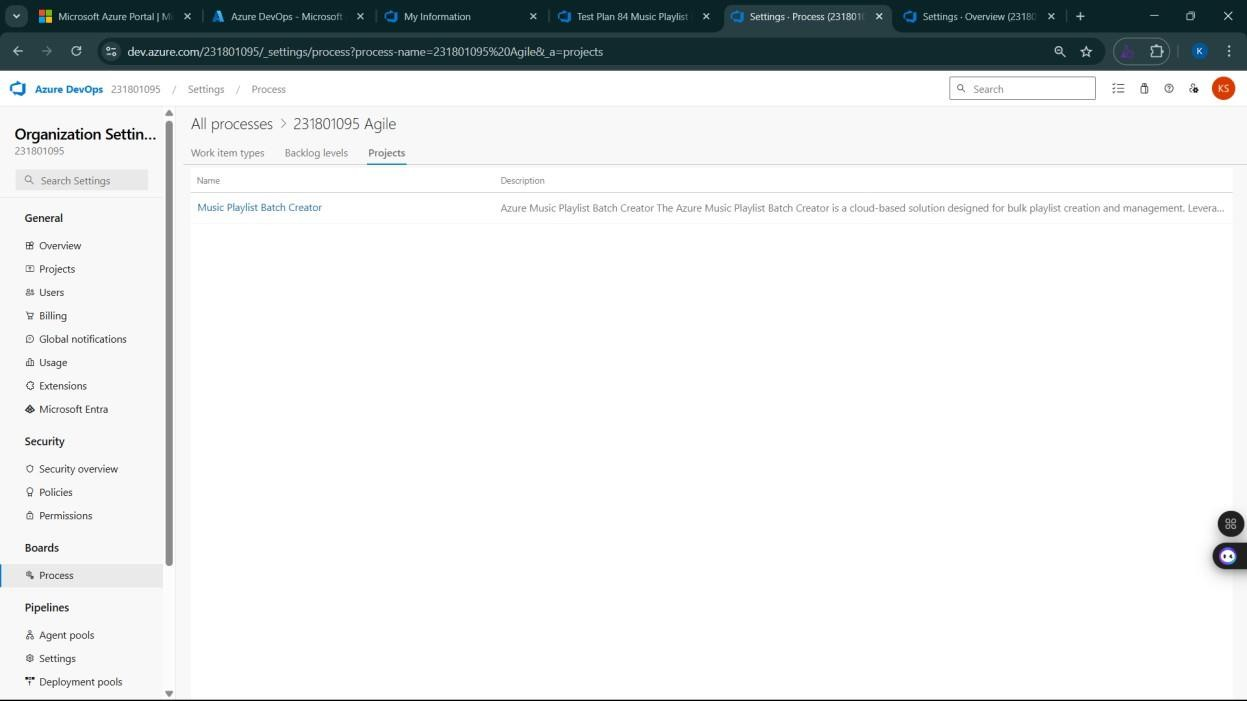 Microsoft Azure Portal | Mi
Azure DevOps - Microsoft
My Information
Test Plan 84 Music Playlist
Settings · Process (2318010
Settings · Overview (23180
dev.azure.com/231801095/_settings/process?process-name=231801095%20Agile&_a=projects
K
Azure DevOps 231801095 / Settings / Process
Search
KS
Organization Settin...
231801095
Search Settings
General
Overview
Projects
Users
Billing
Global notifications
Usage
Extensions
Microsoft Entra
Security
Security overview
Policies
Permissions
Boards
Process
Pipelines
Agent pools
Settings
Deployment pools
All processes > 231801095 Agile
Work item types Backlog levels Projects
Name Description
Music Playlist Batch Creator Azure Music Playlist Batch Creator The Azure Music Playlist Batch Creator is a cloud-based solution designed for bulk playlist creation and management. Levera...